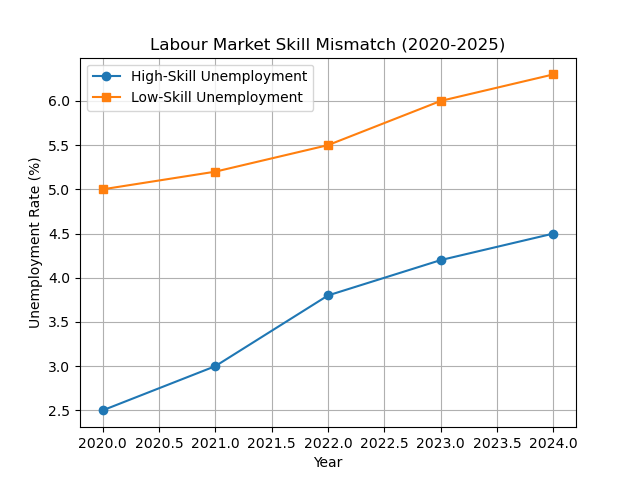 Labour Market Skill Mismatch (2020-2025)
High-Skill Unemployment
Low-Skill Unemployment
Unemployment Rate (%)
6.0
5.5
5.0
4.5
4.0
3.5
3.0
2.5
2020.0 2020.5 2021.0 2021.5 2022.0 2022.5 2023.0 2023.5 2024.0
Year